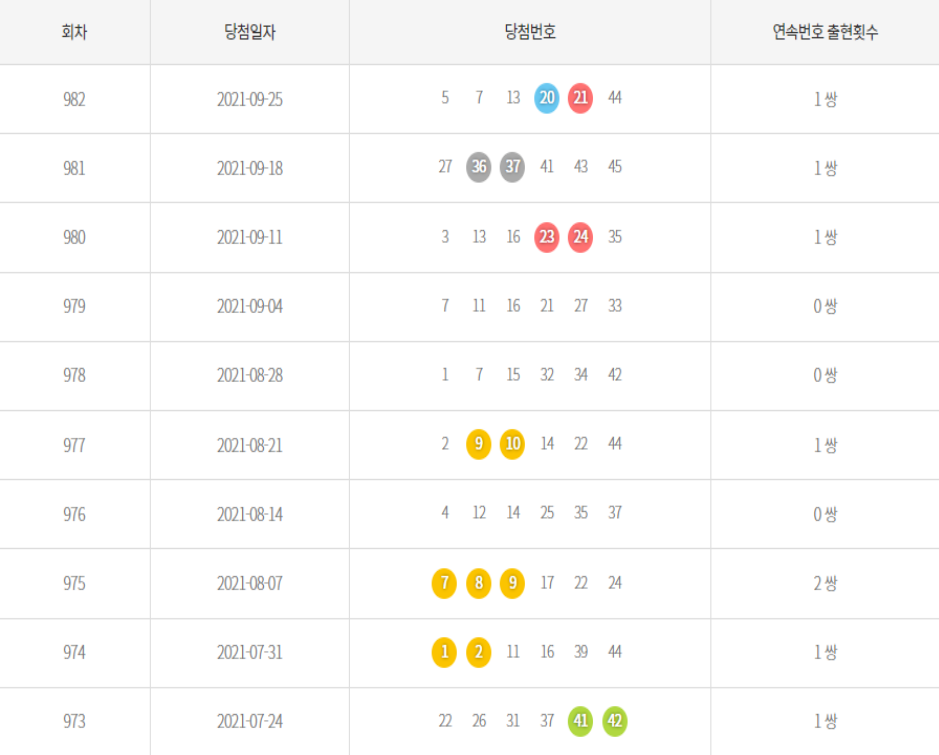 회차 당첨일자 당첨번호 연속번호 출현횟수
982 2021-09-25 5 7 13 20 21 44 1 쌍
981 2021-09-18 27 36 37 41 43 45 1 쌍
980 2021-09-11 3 13 16 23 24 35 1 쌍
979 2021-09-04 7 11 16 21 27 33 0 쌍
978 2021-08-28 1 7 15 32 34 42 0 쌍
977 2021-08-21 2 9 10 14 22 44 1 쌍
976 2021-08-14 4 12 14 25 35 37 0 쌍
975 2021-08-07 7 8 9 17 22 24 2 쌍
974 2021-07-31 1 2 11 16 39 44 1 쌍
973 2021-07-24 22 26 31 37 41 42 1 쌍